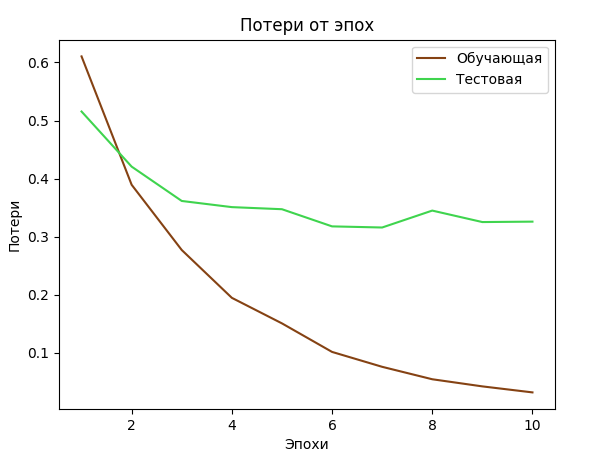 Потери от эпох
Обучающая
Тестовая
Потери
0.6
0.5
0.4
0.3
0.2
0.1
2 4 6 8 10
Эпохи